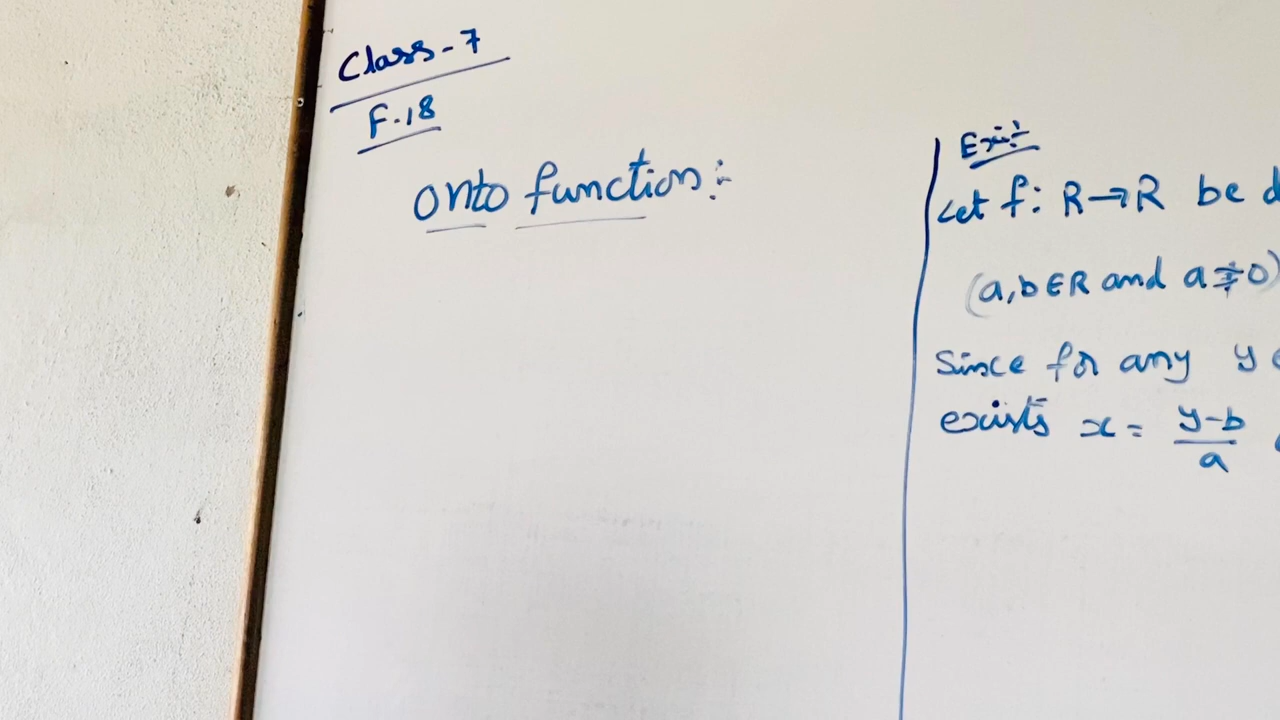 Class-7
F.18
onto function:-
Ex:-
Let f: R→R be d
(a,b∈R and a≠0)
Since for any y
exists x = y-b/a